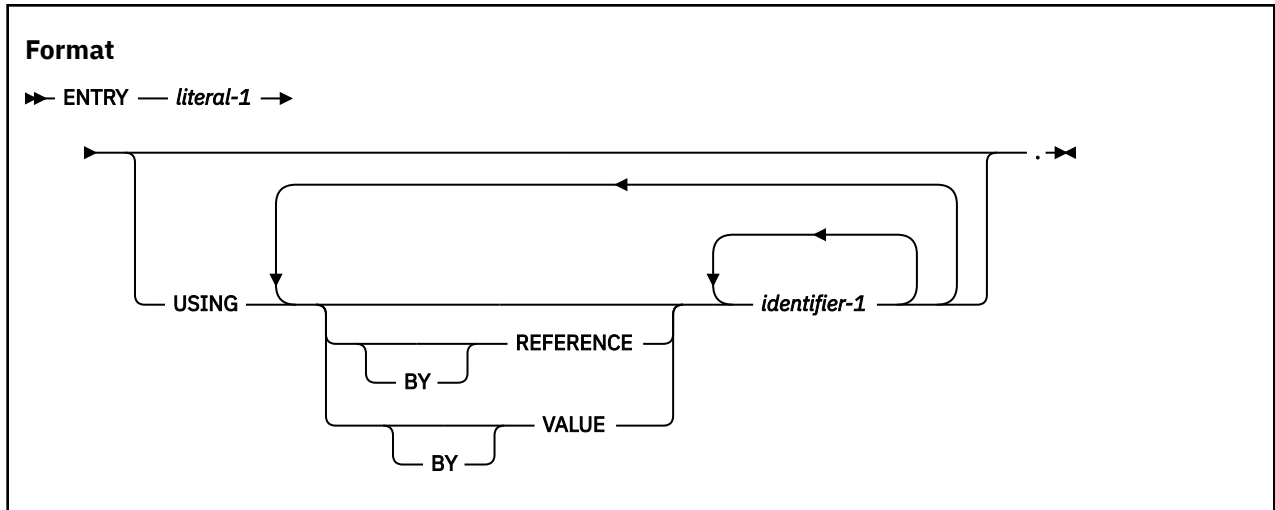 Format
ENTRY literal-1
.
USING identifier-1
REFERENCE
BY
VALUE
BY